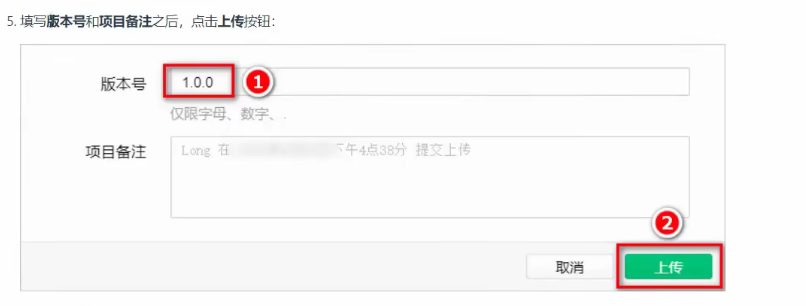 5. 填写版本号和项目备注之后，点击上传按钮：
版本号 1.0.0 1
仅限字母、数字、.
项目备注 Long 在 下午4点38分 提交上传
2
取消 上传